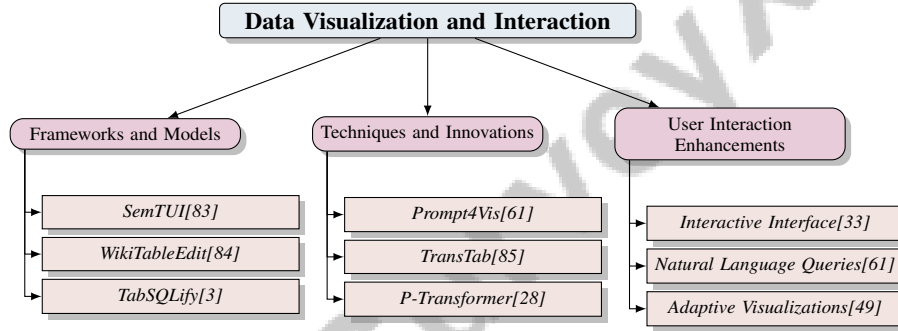 Data Visualization and Interaction
Frameworks and Models
SemTUI[83]
WikiTableEdit[84]
TabSQLify[3]
Techniques and Innovations
Prompt4Vis[61]
TransTab[85]
P-Transformer[28]
User Interaction
Enhancements
Interactive Interface[33]
Natural Language Queries[61]
Adaptive Visualizations[49]